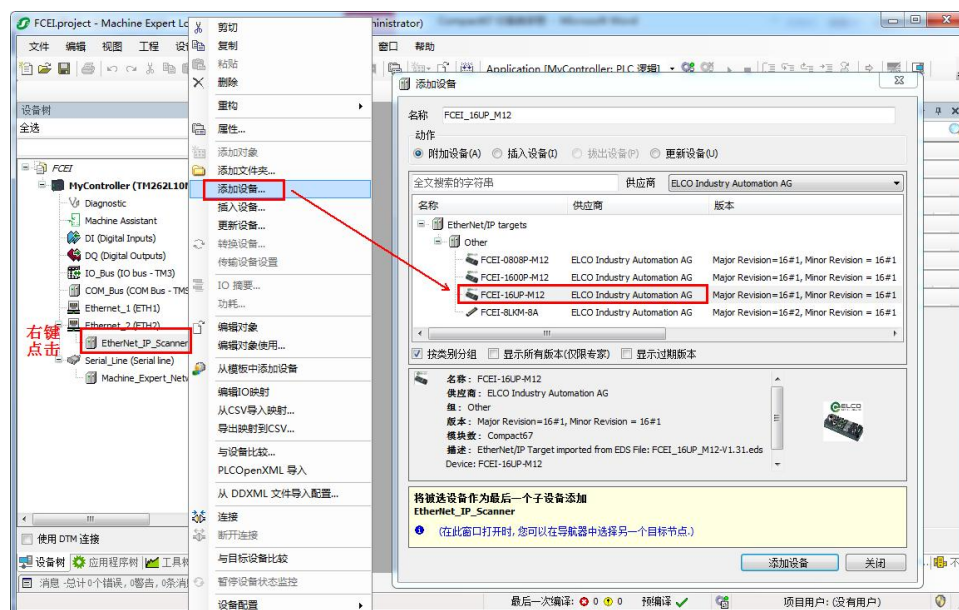 FCEI.project - Machine Expert Lo
ninistrator)
文件 编辑 视图 工程 设
窗口 帮助
Application [MyController: PLC 逻辑]
设备树
全选
FCEI
MyController (TM262L10I
Diagnostic
Machine Assistant
DI (Digital Inputs)
DQ (Digital Outputs)
IO_Bus (IO bus - TM3)
COM_Bus (COM Bus - TMS
Ethernet_1 (ETH1)
Ethernet_2 (ETH2)
EtherNet_IP_Scanner
Serial_Line (Serial line)
Machine_Expert_Netw
右键
点击
使用 DTM 连接
设备树 应用程序树 工具树
消息 -总计0个错误, 0警告, 0条消
剪切
复制
粘贴
删除
重构
属性...
添加对象
添加文件夹...
添加设备...
插入设备...
更新设备...
转换设备...
传输设备设置
IO 摘要...
功耗...
编辑对象
编辑对象使用...
从模板中添加设备
编辑IO映射
从CSV导入映射...
导出映射到CSV...
与设备比较...
PLCOpenXML 导入
从 DDXML 文件导入配置...
连接
断开连接
与目标设备比较
暂停设备状态监控
设备配置
添加设备
名称 FCEI_16UP_M12
动作
附加设备(A) 插入设备(I) 拔出设备(P) 更新设备(U)
全文搜索的字符串 供应商 ELCO Industry Automation AG
名称 供应商 版本
EtherNet/IP targets
Other
FCEI-0808P-M12 ELCO Industry Automation AG Major Revision=16#1, Minor Revision = 16#1
FCEI-1600P-M12 ELCO Industry Automation AG Major Revision=16#1, Minor Revision = 16#1
FCEI-16UP-M12 ELCO Industry Automation AG Major Revision=16#1, Minor Revision = 16#1
FCEI-8LKM-8A ELCO Industry Automation AG Major Revision=16#2, Minor Revision = 16#1
按类别分组 显示所有版本(仅限专家) 显示过期版本
名称: FCEI-16UP-M12
供应商: ELCO Industry Automation AG
组: Other
版本: Major Revision=16#1, Minor Revision = 16#1
模块数: Compact67
描述: EtherNet/IP Target imported from EDS File: FCEI_16UP_M12-V1.31.eds
Device: FCEI-16UP-M12
ELCO
将被选设备作为最后一个子设备添加
EtherNet_IP_Scanner
(在此窗口打开时, 您可以在导航器中选择另一个目标节点.)
添加设备 关闭
最后一次编译: 0 0 预编译 项目用户: (没有用户)